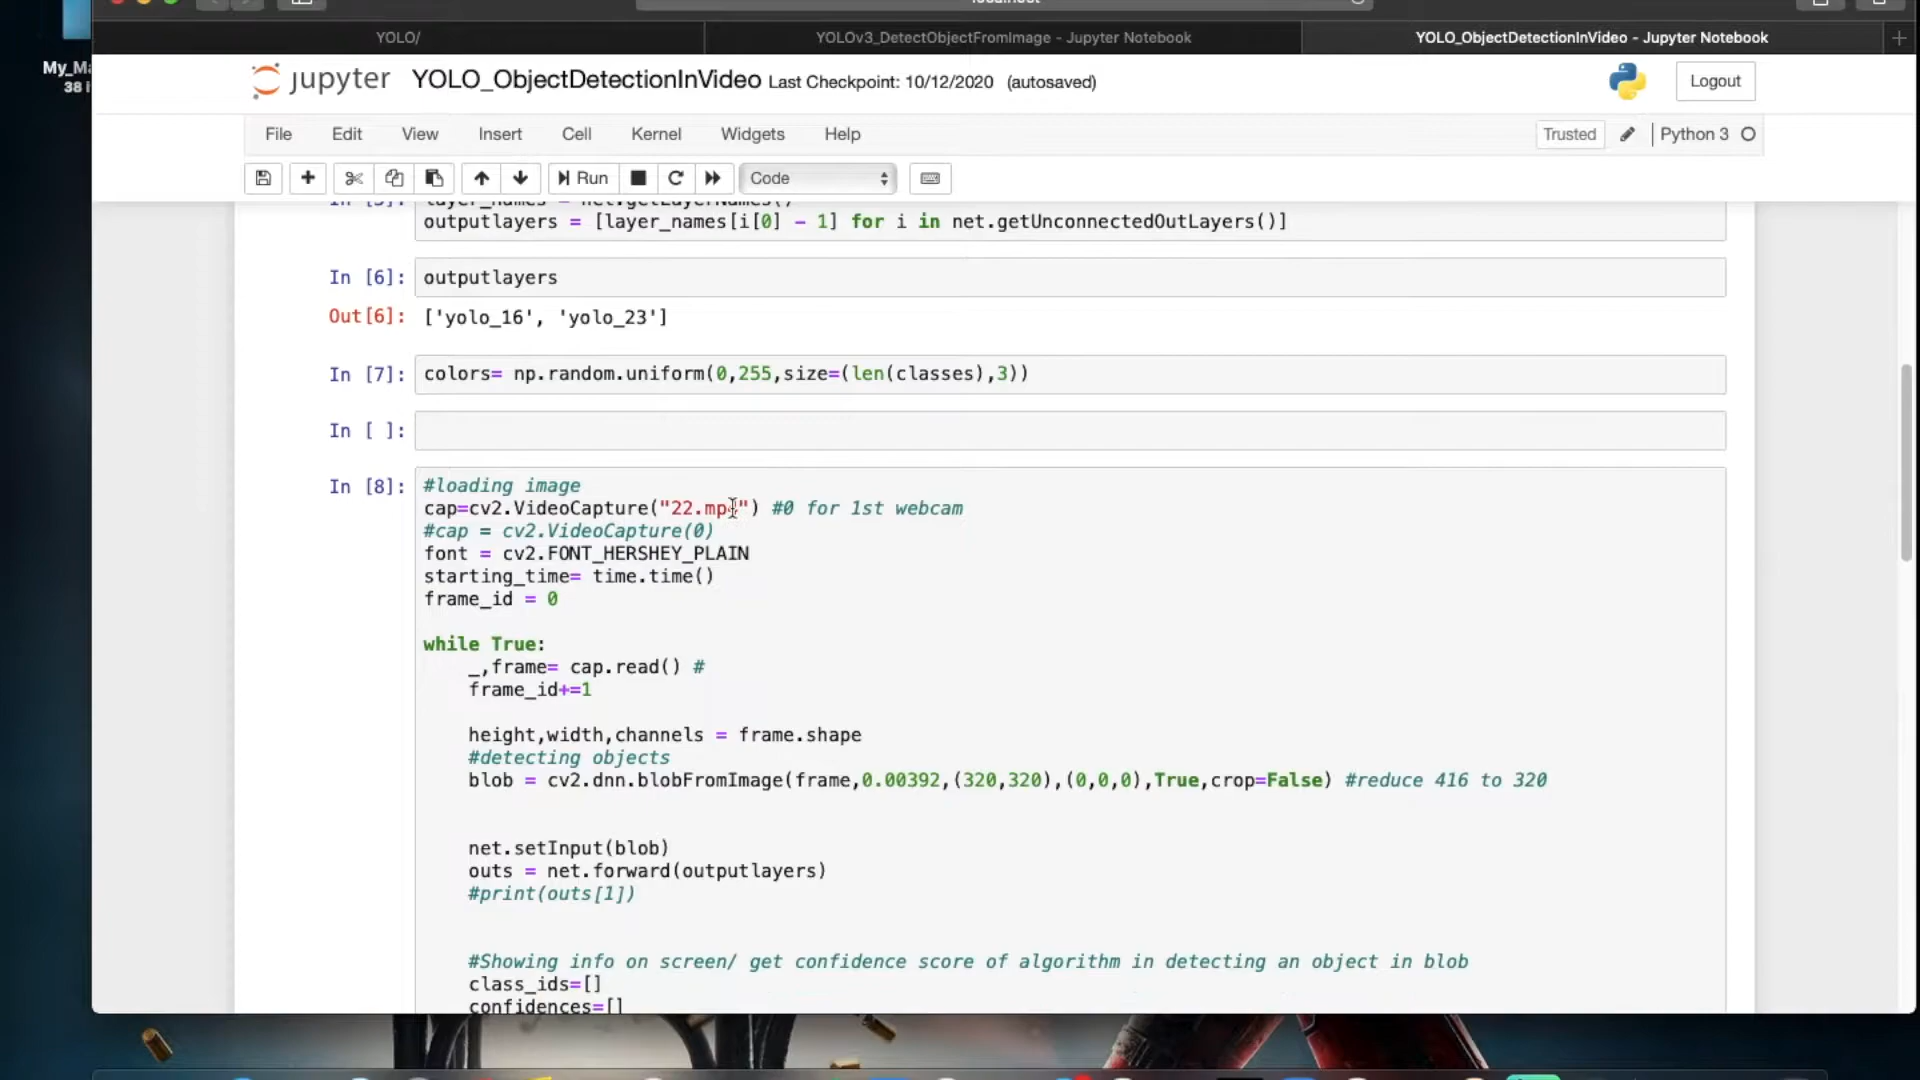 localhost
YOLO/
YOLOv3_DetectObjectFromImage - Jupyter Notebook
YOLO_ObjectDetectionInVideo - Jupyter Notebook
jupyter YOLO_ObjectDetectionInVideo Last Checkpoint: 10/12/2020 (autosaved)
Logout
File Edit View Insert Cell Kernel Widgets Help
Trusted
Python 3
Run
Code
In [5]: layer_names = net.getLayerNames()
outputlayers = [layer_names[i[0] - 1] for i in net.getUnconnectedOutLayers()]
In [6]: outputlayers
Out[6]: ['yolo_16', 'yolo_23']
In [7]: colors= np.random.uniform(0,255,size=(len(classes),3))
In [ ]:
In [8]: #loading image
cap=cv2.VideoCapture("22.mp4") #0 for 1st webcam
#cap = cv2.VideoCapture(0)
font = cv2.FONT_HERSHEY_PLAIN
starting_time= time.time()
frame_id = 0
while True:
_,frame= cap.read() #
frame_id+=1
height,width,channels = frame.shape
#detecting objects
blob = cv2.dnn.blobFromImage(frame,0.00392,(320,320),(0,0,0),True,crop=False) #reduce 416 to 320
net.setInput(blob)
outs = net.forward(outputlayers)
#print(outs[1])
#Showing info on screen/ get confidence score of algorithm in detecting an object in blob
class_ids=[]
confidences=[]